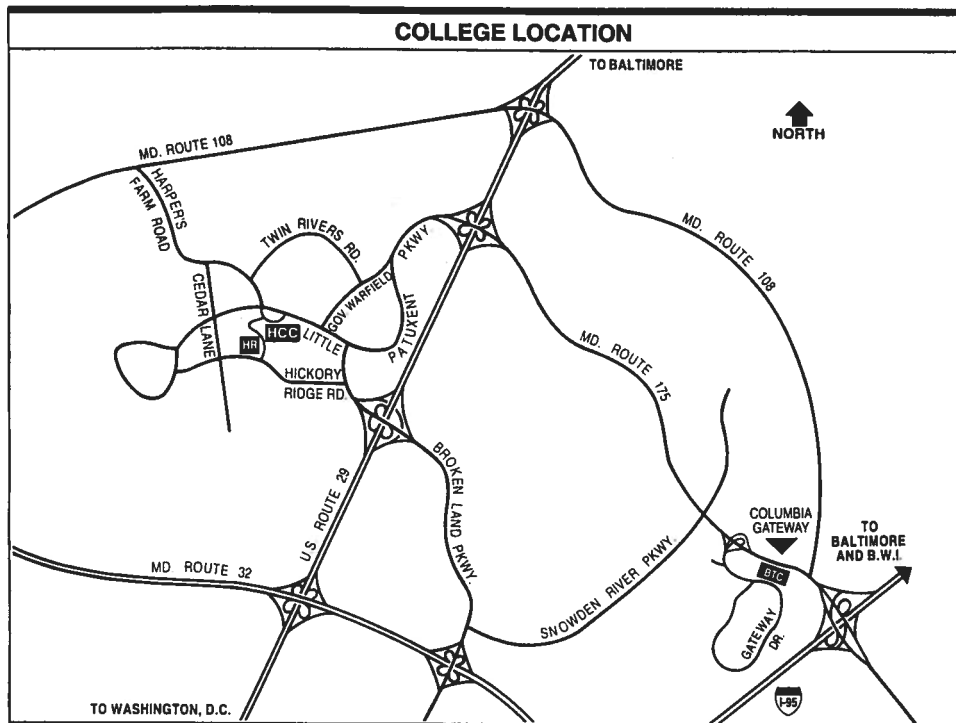 COLLEGE LOCATION
TO BALTIMORE
NORTH
MD. ROUTE 108
HARPER'S
FARM ROAD
TWIN RIVERS RD.
PKWY.
MD. ROUTE 108
CEDAR LANE
GOV. WARFIELD
PATUXENT
HCC
LITTLE
HR
HICKORY
RIDGE RD.
MD. ROUTE 175
BROKEN LAND PKWY.
US ROUTE 29
COLUMBIA
GATEWAY
TO
BALTIMORE
AND B.W.I.
MD. ROUTE 32
SNOWDEN RIVER PKWY.
BTC
GATEWAY
DR.
I-95
TO WASHINGTON, D.C.